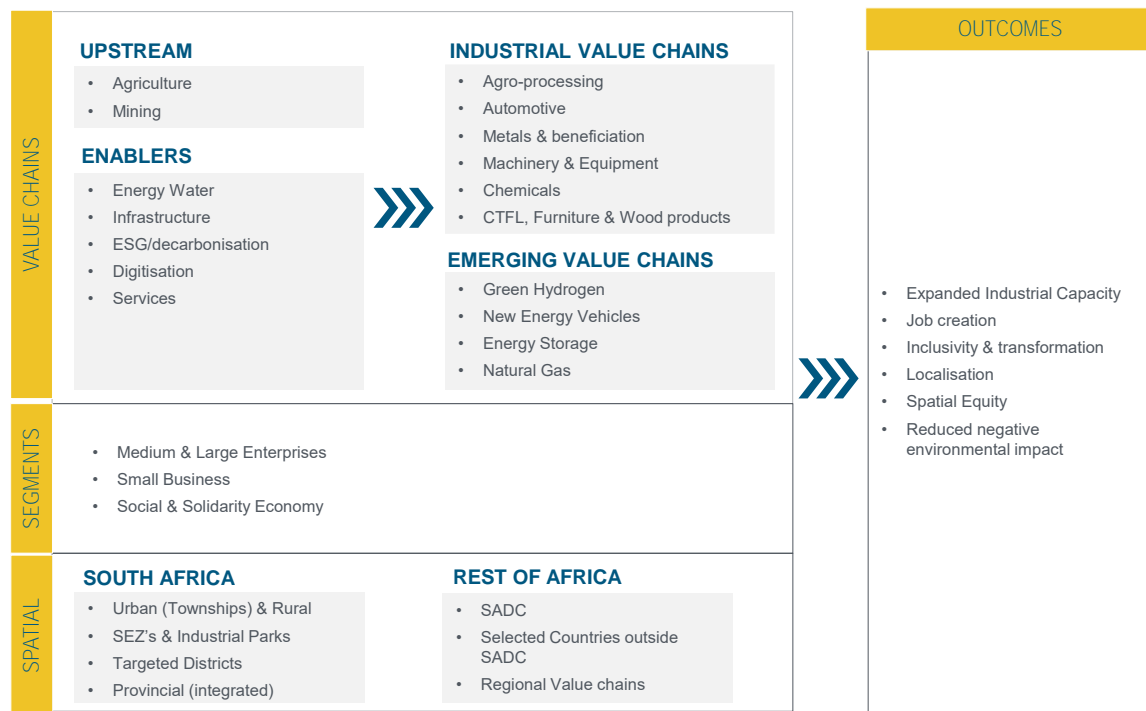 VALUE CHAINS
UPSTREAM
• Agriculture
• Mining
ENABLERS
• Energy Water
• Infrastructure
• ESG/decarbonisation
• Digitisation
• Services
INDUSTRIAL VALUE CHAINS
• Agro-processing
• Automotive
• Metals & beneficiation
• Machinery & Equipment
• Chemicals
• CTFL, Furniture & Wood products
EMERGING VALUE CHAINS
• Green Hydrogen
• New Energy Vehicles
• Energy Storage
• Natural Gas
SEGMENTS
• Medium & Large Enterprises
• Small Business
• Social & Solidarity Economy
SPATIAL
SOUTH AFRICA
• Urban (Townships) & Rural
• SEZ's & Industrial Parks
• Targeted Districts
• Provincial (integrated)
REST OF AFRICA
• SADC
• Selected Countries outside
SADC
• Regional Value chains
OUTCOMES
• Expanded Industrial Capacity
• Job creation
• Inclusivity & transformation
• Localisation
• Spatial Equity
• Reduced negative
environmental impact